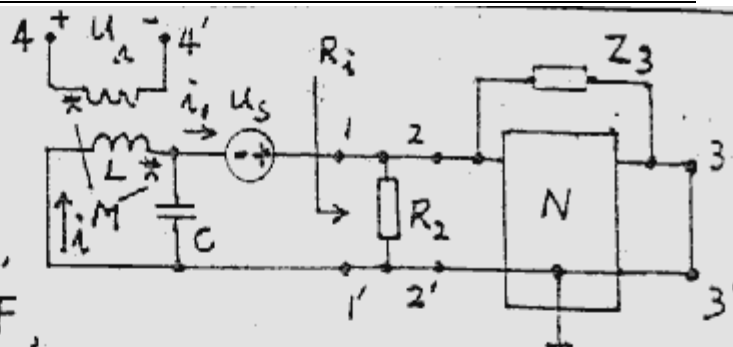 4 + u - 4'
*
R_i
Z_3
i_1 u_s
- +
1 2
L *
M
i
C
R_2
N
3
1' 2'
3'
F,